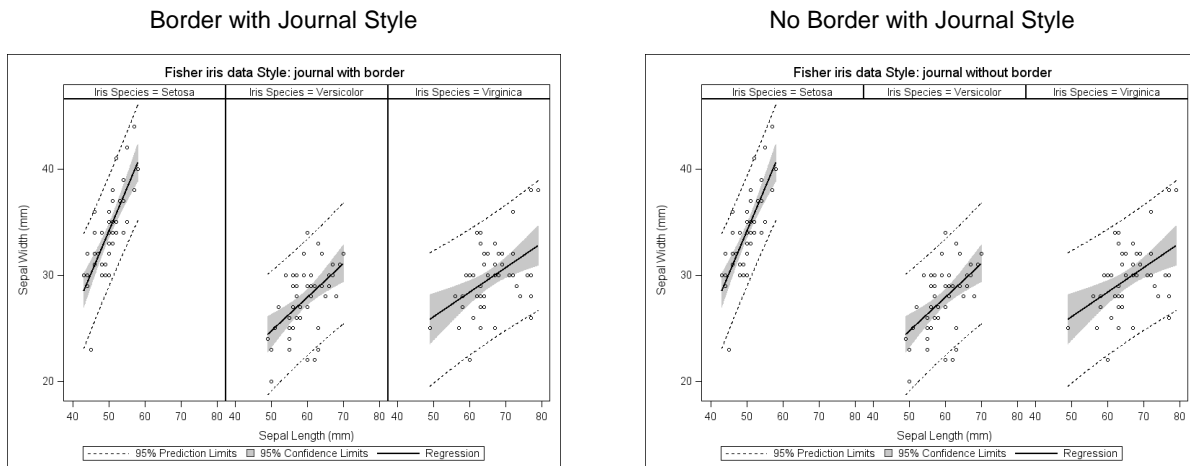 Border with Journal Style
Fisher iris data Style: journal with border
Iris Species = Setosa
Iris Species = Versicolor
Iris Species = Virginica
Sepal Width (mm)
40
30
20
40 50 60 70 80
40 50 60 70 80
40 50 60 70 80
Sepal Length (mm)
95% Prediction Limits 95% Confidence Limits Regression
No Border with Journal Style
Fisher iris data Style: journal without border
Iris Species = Setosa
Iris Species = Versicolor
Iris Species = Virginica
Sepal Width (mm)
40
30
20
40 50 60 70 80
40 50 60 70 80
40 50 60 70 80
Sepal Length (mm)
95% Prediction Limits 95% Confidence Limits Regression